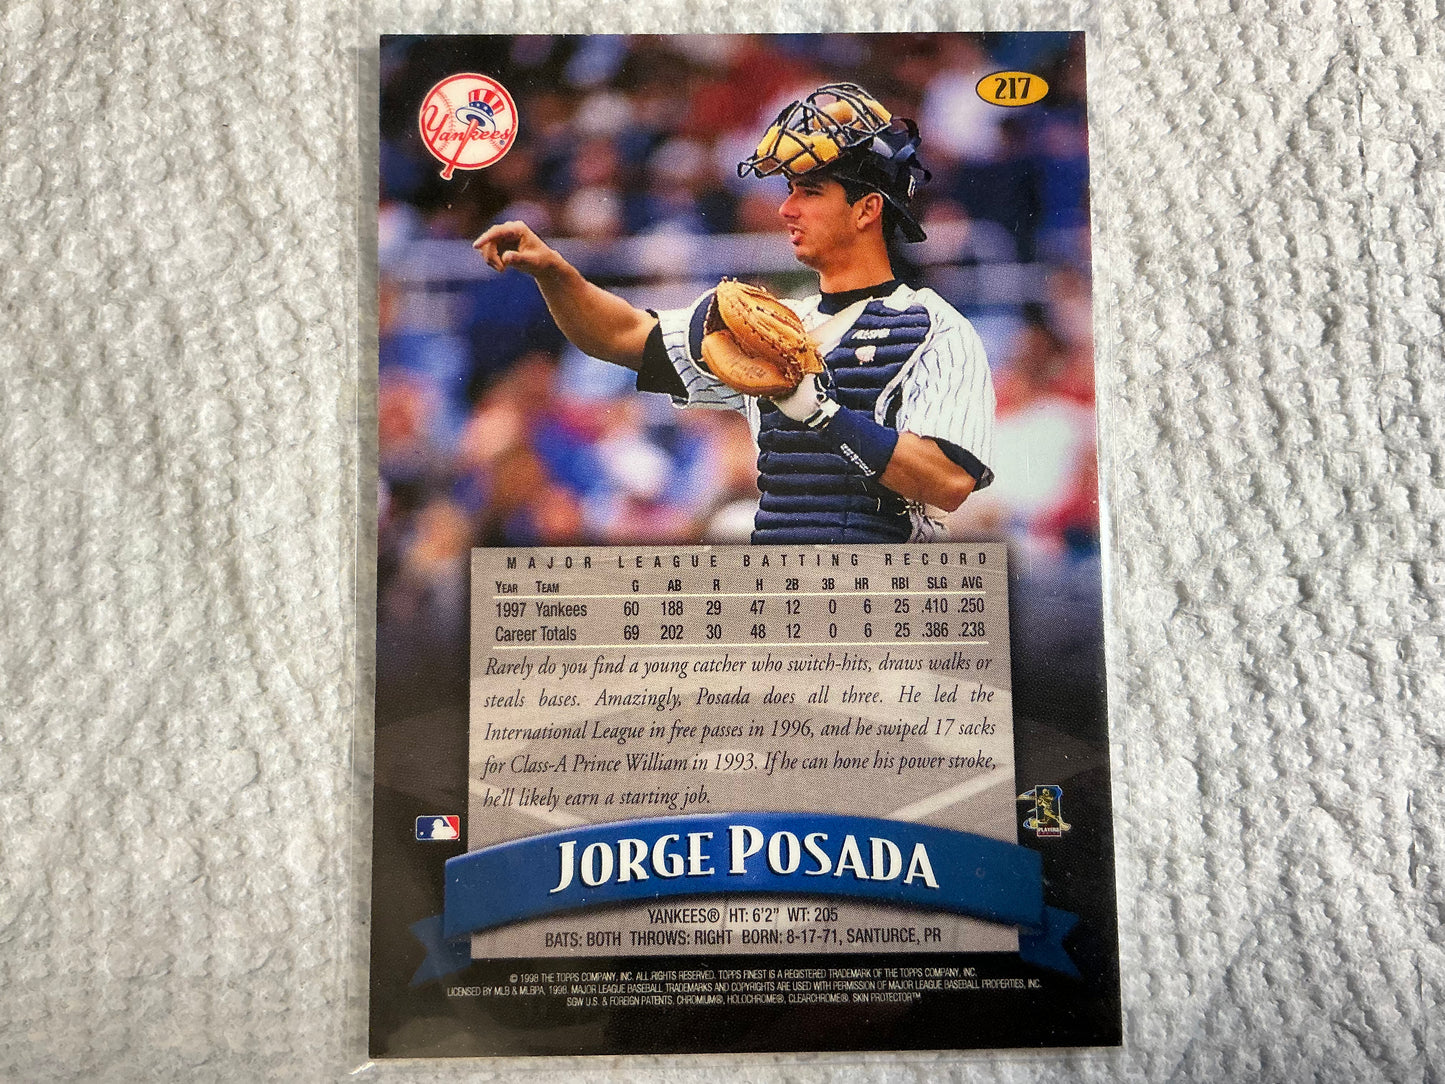 Yankees
217
MAJOR LEAGUE BATTING RECORD
YEAR TEAM G AB R H 2B 3B HR RBI SLG AVG
1997 Yankees 60 188 29 47 12 0 6 25 .410 .250
Career Totals 69 202 30 48 12 0 6 25 .386 .238
Rarely do you find a young catcher who switch-hits, draws walks or
steals bases. Amazingly, Posada does all three. He led the
International League in free passes in 1996, and he swiped 17 sacks
for Class-A Prince William in 1993. If he can hone his power stroke,
he'll likely earn a starting job.
JORGE POSADA
YANKEES® HT: 6'2" WT: 205
BATS: BOTH THROWS: RIGHT BORN: 8-17-71, SANTURCE, PR
© 1998 THE TOPPS COMPANY, INC. ALL RIGHTS RESERVED. TOPPS FINEST IS A REGISTERED TRADEMARK OF THE TOPPS COMPANY, INC.
LICENSED BY MLB & MLBPA, 1998. MAJOR LEAGUE BASEBALL TRADEMARKS AND COPYRIGHTS ARE USED WITH PERMISSION OF MAJOR LEAGUE BASEBALL PROPERTIES, INC.
SGW U.S. & FOREIGN PATENTS. CHROMIUM®, HOLOCHROME®, CLEARCHROME®, SKIN PROTECTOR™